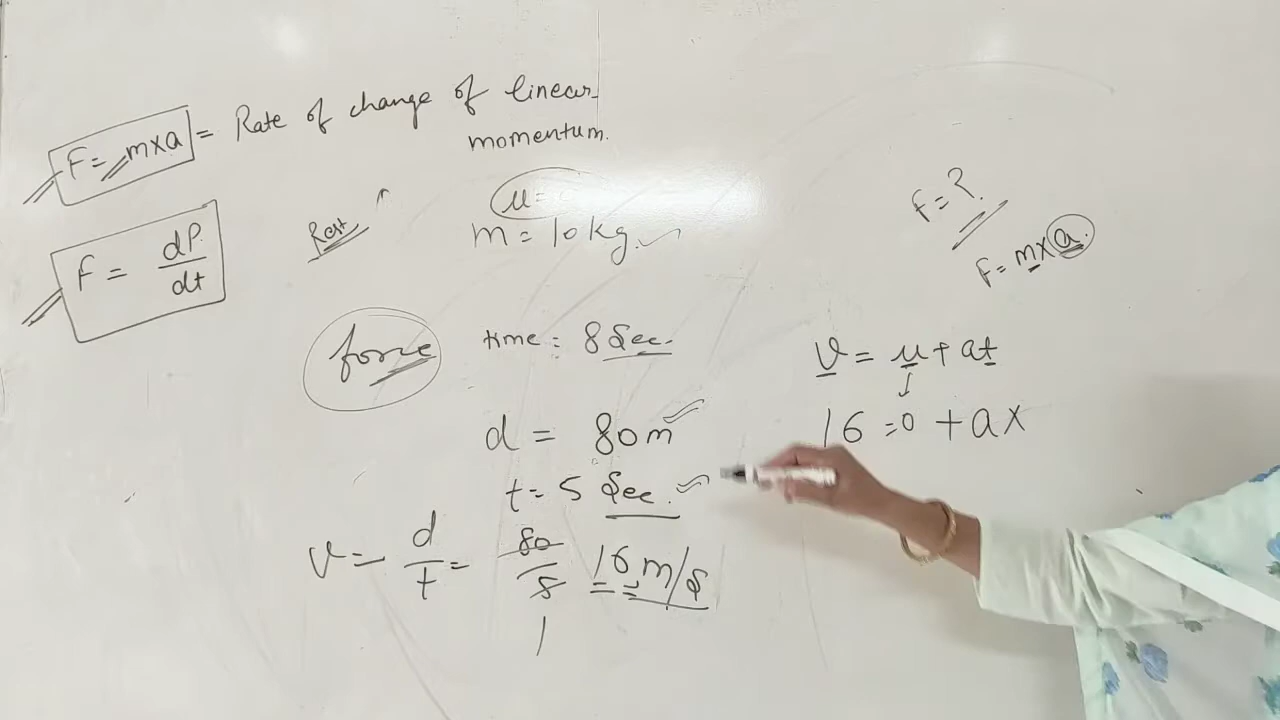 F = m×a = Rate of change of linear
momentum.
F = dP/dt
Rest ↑
u =
m = 10 kg
F = ?
F = m×a
force
time : 8 Sec.
d = 80 m
t = 5 Sec.
v = d/t = 80/5 16 m/s
1
v = u + at
↓
16 = 0 + a ×